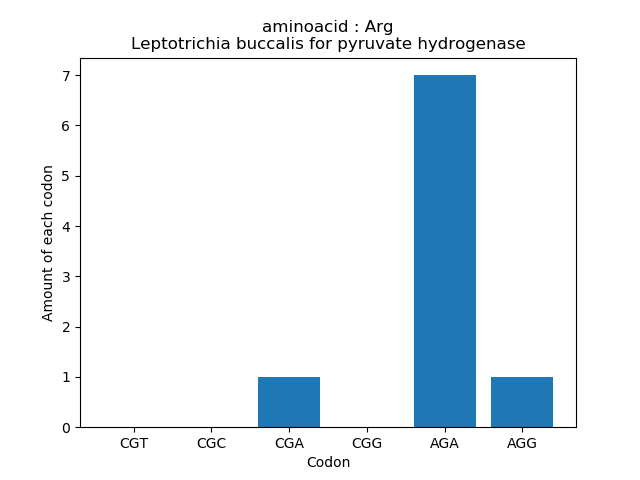 aminoacid : Arg
Leptotrichia buccalis for pyruvate hydrogenase
Amount of each codon
7
6
5
4
3
2
1
0
CGT CGC CGA CGG AGA AGG
Codon